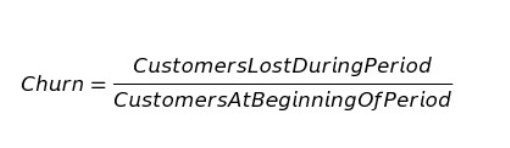 CustomersLostDuringPeriod
Churn =
CustomersAtBeginningOfPeriod